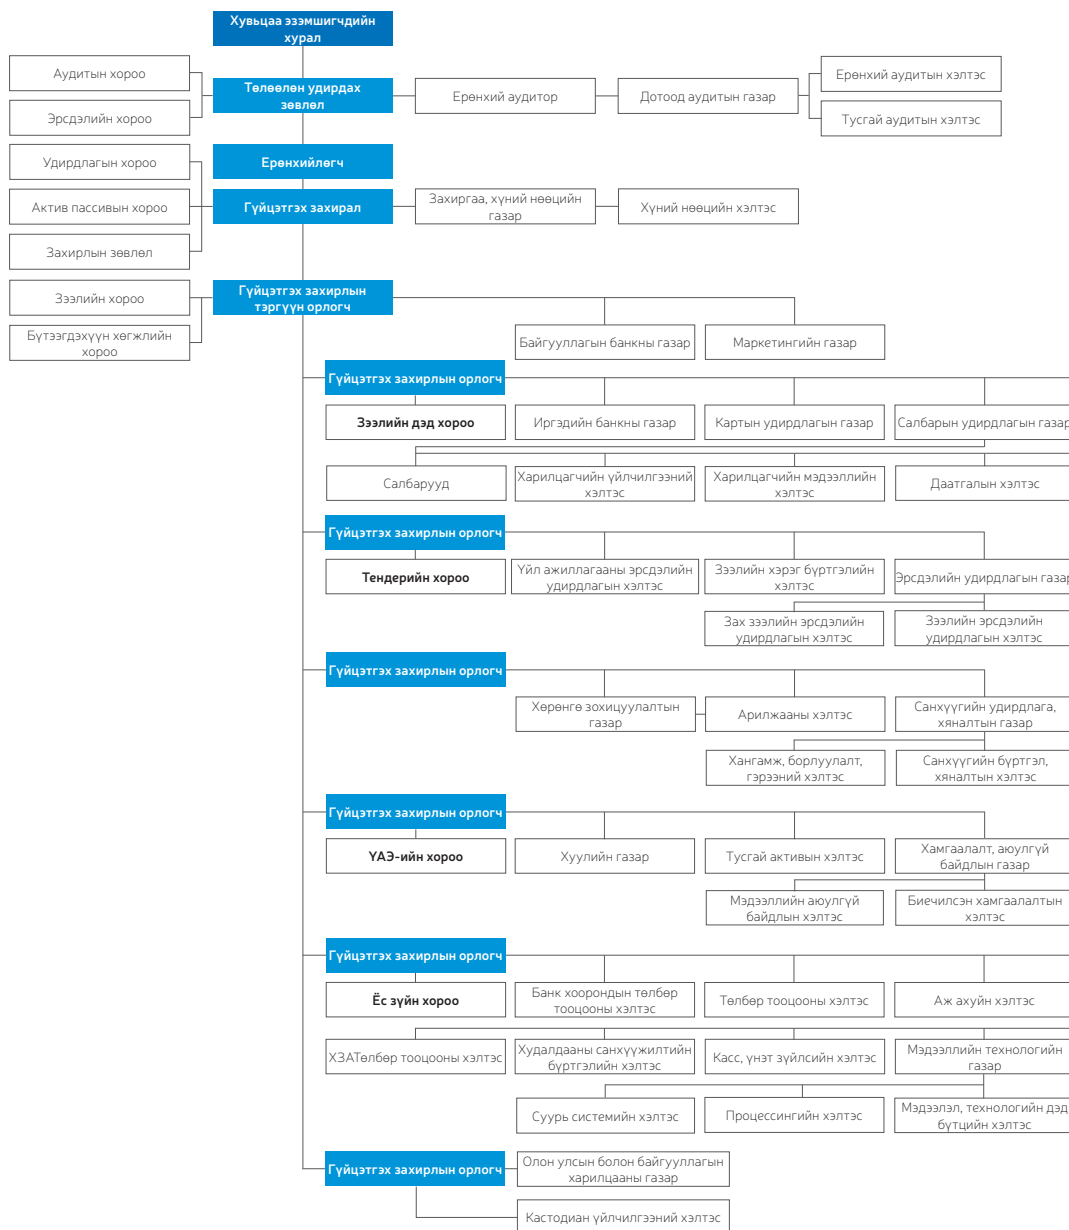 Хувьцаа эзэмшигчдийн
хурал
Аудитын хороо
Эрсдэлийн хороо
Төлөөлөн удирдах
зөвлөл
Ерөнхий аудитор
Дотоод аудитын газар
Ерөнхий аудитын хэлтэс
Тусгай аудитын хэлтэс
Удирдлагын хороо
Актив пассивын хороо
Захирлын зөвлөл
Ерөнхийлөгч
Гүйцэтгэх захирал
Захиргаа, хүний нөөцийн
газар
Хүний нөөцийн хэлтэс
Зээлийн хороо
Бүтээгдэхүүн хөгжлийн
хороо
Гүйцэтгэх захирлын
тэргүүн орлогч
Байгууллагын банкны газар
Маркетингийн газар
Гүйцэтгэх захирлын орлогч
Зээлийн дэд хороо
Иргэдийн банкны газар
Картын удирдлагын газар
Салбарын удирдлагын газар
Салбарууд
Харилцагчийн үйлчилгээний
хэлтэс
Харилцагчийн мэдээллийн
хэлтэс
Даатгалын хэлтэс
Гүйцэтгэх захирлын орлогч
Тендерийн хороо
Үйл ажиллагааны эрсдэлийн
удирдлагын хэлтэс
Зээлийн хэрэг бүртгэлийн
хэлтэс
Эрсдэлийн удирдлагын газар
Зах зээлийн эрсдэлийн
удирдлагын хэлтэс
Зээлийн эрсдэлийн
удирдлагын хэлтэс
Гүйцэтгэх захирлын орлогч
Хөрөнгө зохицуулалтын
газар
Арилжааны хэлтэс
Санхүүгийн удирдлага,
хяналтын газар
Хангамж, борлуулалт,
гэрээний хэлтэс
Санхүүгийн бүртгэл,
хяналтын хэлтэс
Гүйцэтгэх захирлын орлогч
ҮАЭ-ийн хороо
Хуулийн газар
Тусгай активын хэлтэс
Хамгаалалт, аюулгүй
байдлын газар
Мэдээллийн аюулгүй
байдлын хэлтэс
Биечилсэн хамгаалалтын
хэлтэс
Гүйцэтгэх захирлын орлогч
Ёс зүйн хороо
Банк хоорондын төлбөр
тооцооны хэлтэс
Төлбөр тооцооны хэлтэс
Аж ахуйн хэлтэс
ХЗАТөлбөр тооцооны хэлтэс
Худалдааны санхүүжилтийн
бүртгэлийн хэлтэс
Касс, үнэт зүйлсийн хэлтэс
Мэдээллийн технологийн
газар
Суурь системийн хэлтэс
Процессингийн хэлтэс
Мэдээлэл, технологийн дэд
бүтцийн хэлтэс
Гүйцэтгэх захирлын орлогч
Олон улсын болон байгууллагын
харилцааны газар
Кастодиан үйлчилгээний хэлтэс